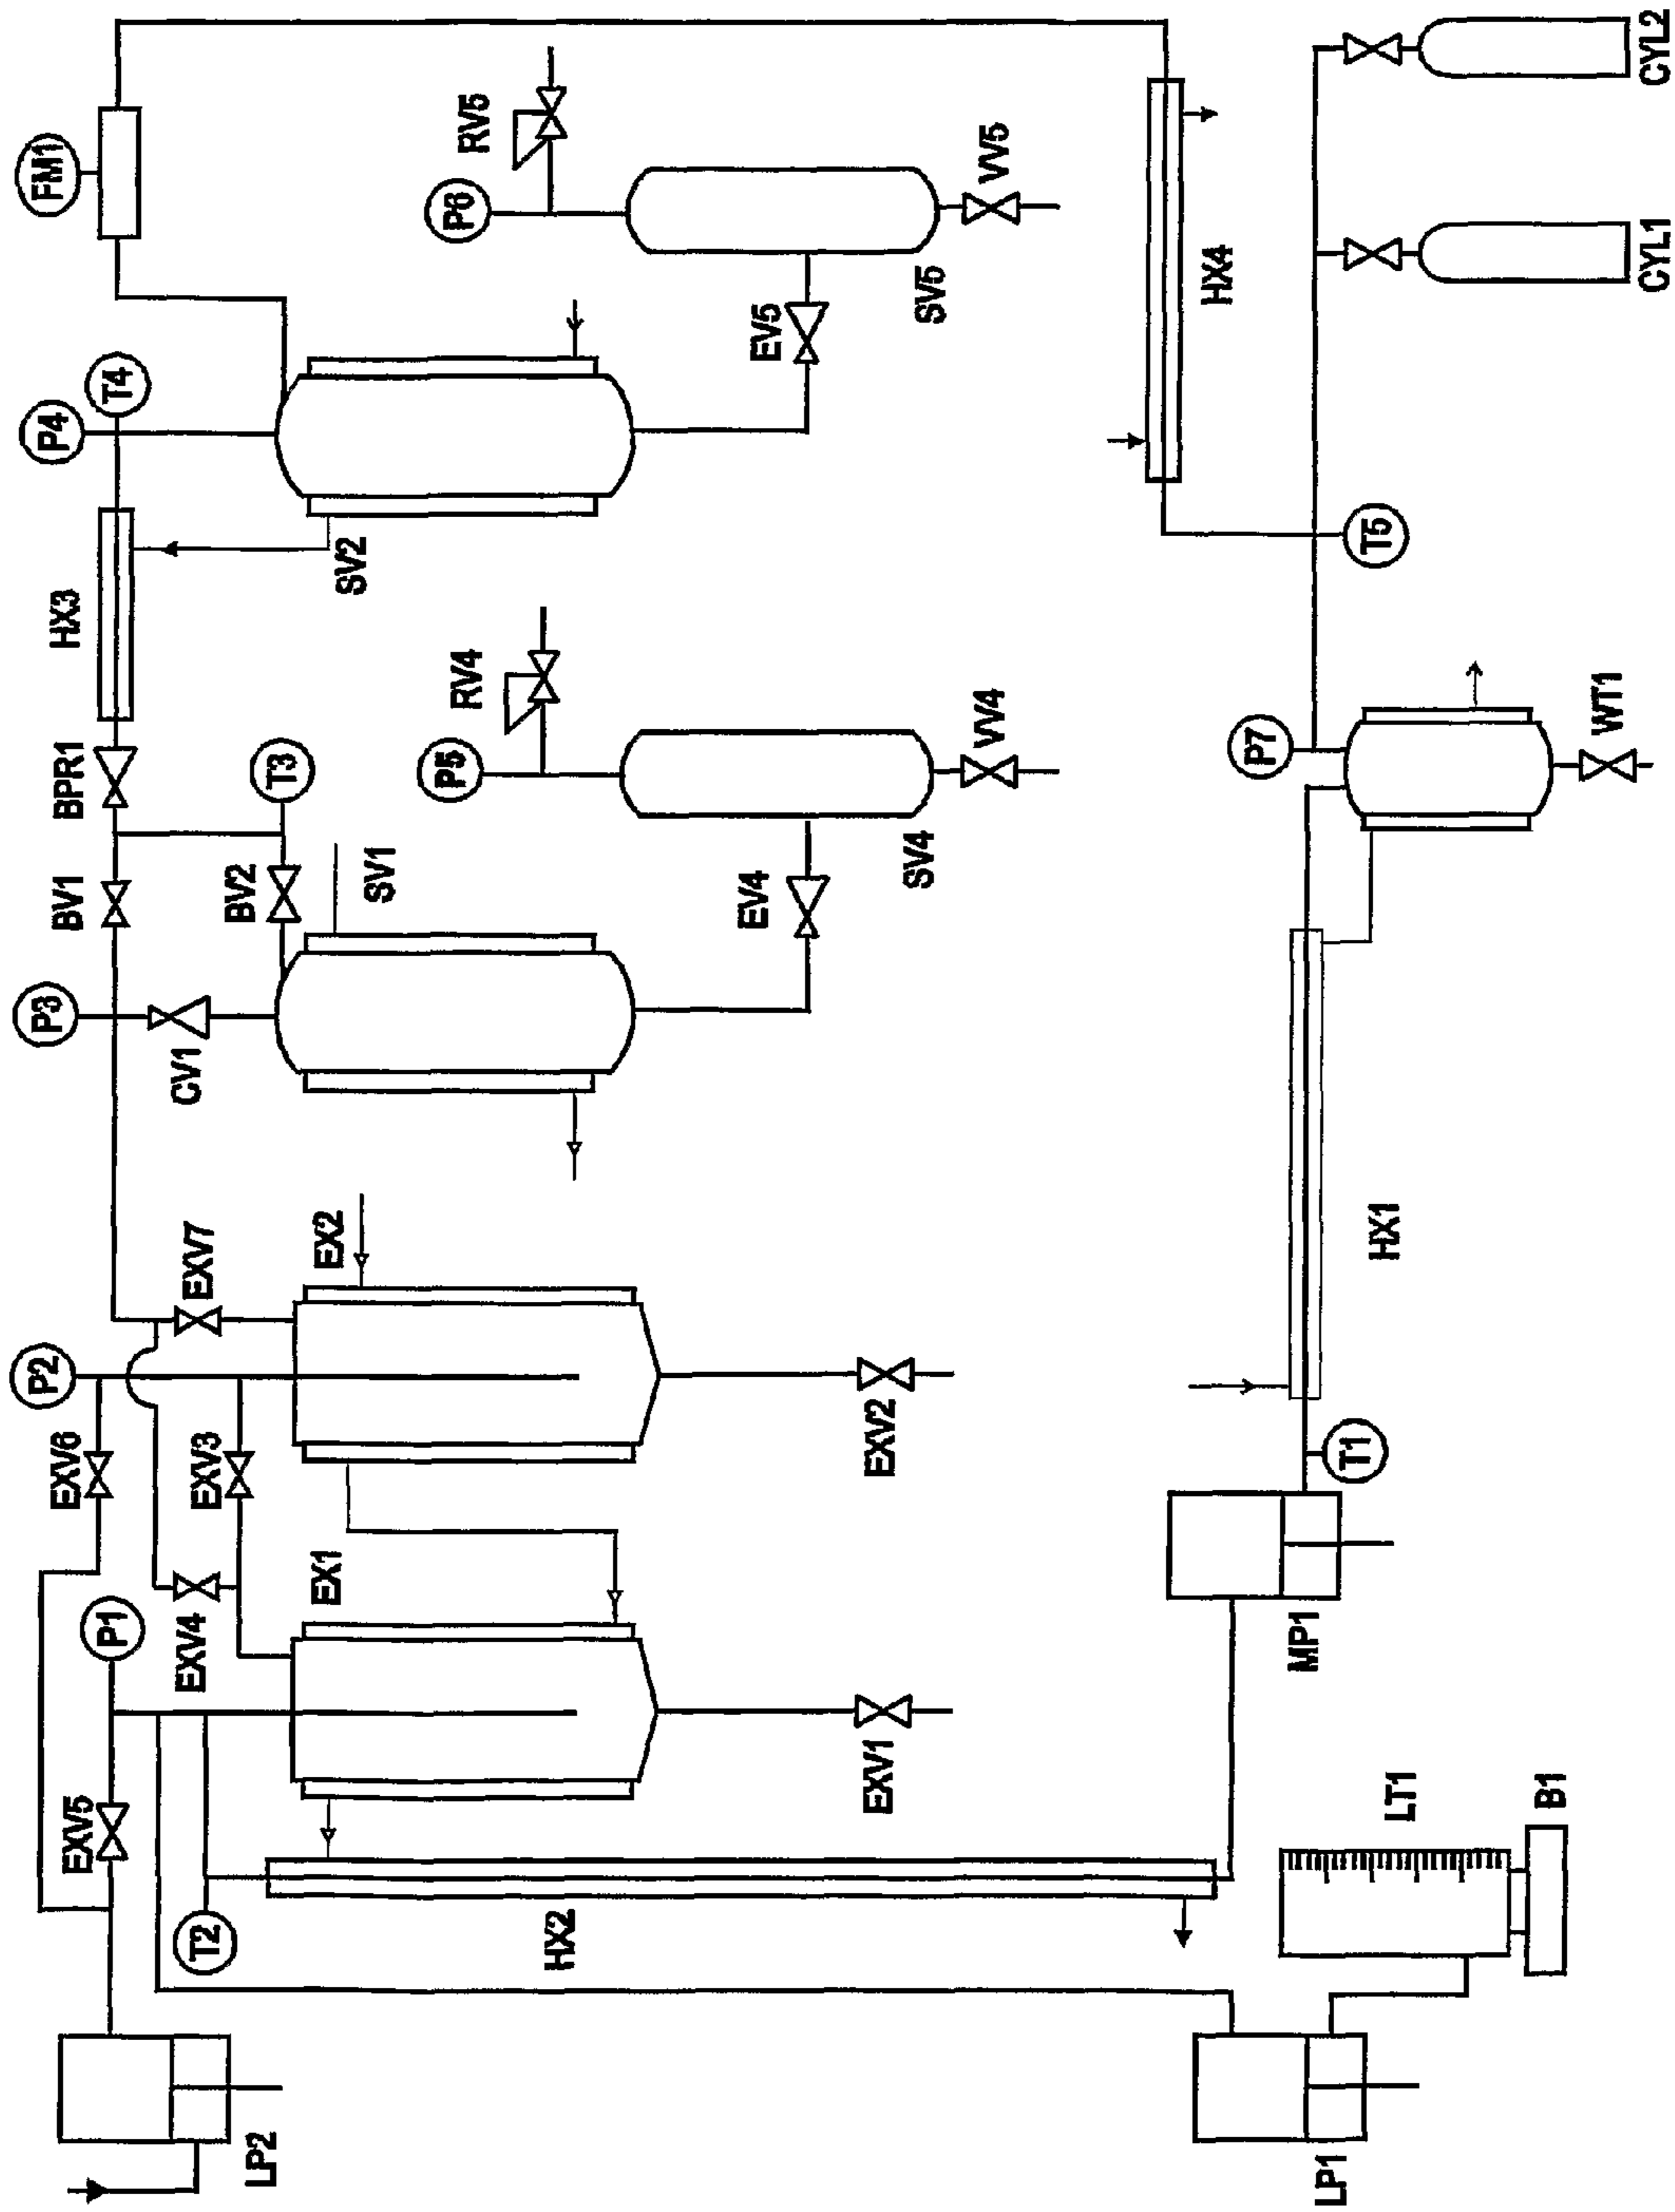 LP2
EXV5
P1
EXV6
P2
EXV7
P3
BV1
BPR1
HX3
P4
T4
FM1
T2
EXV4
EXV3
CV1
BV2
T3
EX1
EX2
SV1
SV2
P5
RV4
P6
RV5
HX2
EV4
EV5
EXV1
EXV2
SV4
VV4
SV5
VV5
LP1
MP1
T1
HX1
P7
T5
HX4
LT1
B1
WT1
CYL1
CYL2